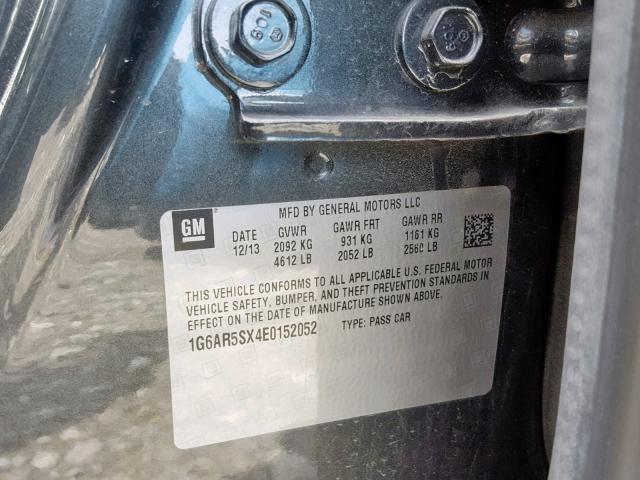 MFD BY GENERAL MOTORS LLC
GM
DATE GVWR GAWR FRT GAWR RR
12/13 2092 KG 931 KG 1161 KG
4612 LB 2052 LB 2560 LB
THIS VEHICLE CONFORMS TO ALL APPLICABLE U.S. FEDERAL MOTOR
VEHICLE SAFETY, BUMPER, AND THEFT PREVENTION STANDARDS IN
EFFECT ON THE DATE OF MANUFACTURE SHOWN ABOVE.
1G6AR5SX4E0152052 TYPE: PASS CAR